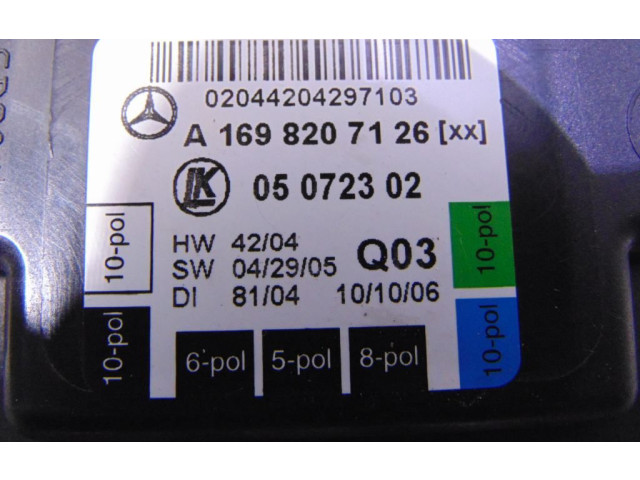 02044204297103
A 169 820 71 26 [xx]
LK 05 0723 02
HW 42/04 Q03
SW 04/29/05
DI 81/04 10/10/06
10-pol
10-pol
10-pol
10-pol
6-pol 5-pol 8-pol